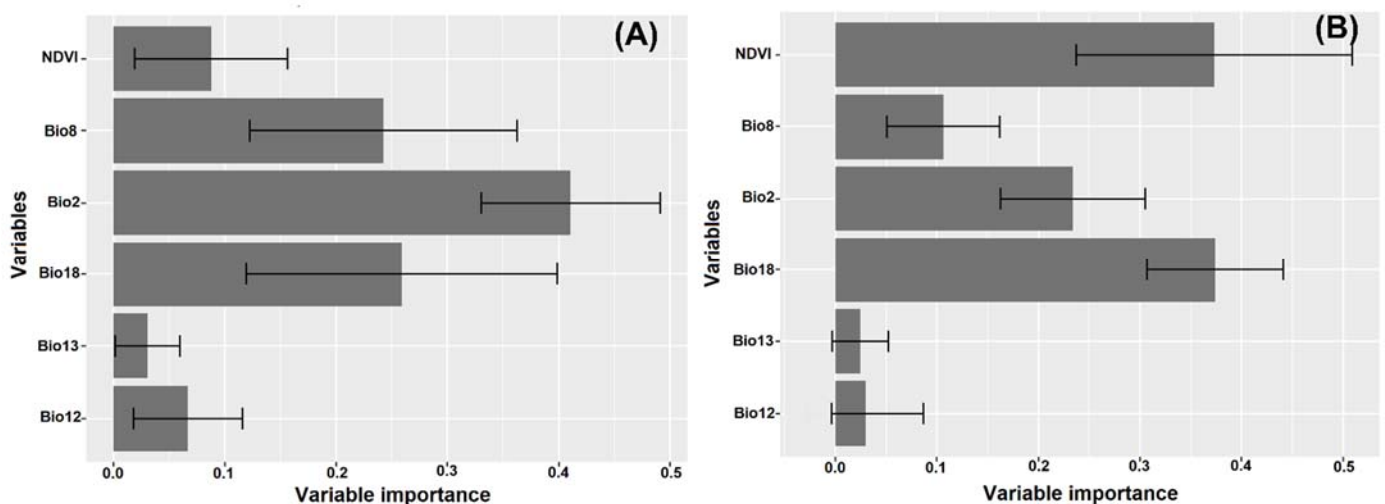 (A)
NDVI
Bio8
Bio2
Bio18
Bio13
Bio12
Variables
0.0 0.1 0.2 0.3 0.4 0.5
Variable importance
(B)
NDVI
Bio8
Bio2
Bio18
Bio13
Bio12
Variables
0.0 0.1 0.2 0.3 0.4 0.5
Variable importance